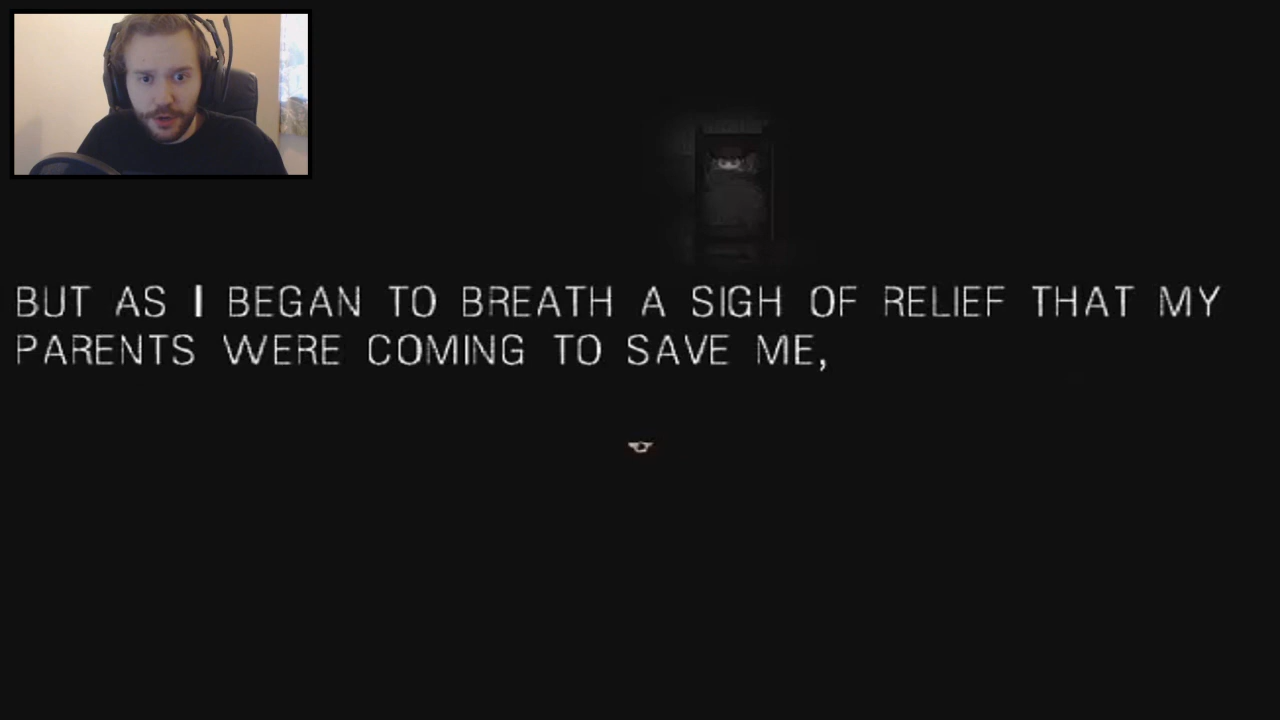 BUT AS I BEGAN TO BREATH A SIGH OF RELIEF THAT MY
PARENTS WERE COMING TO SAVE ME,